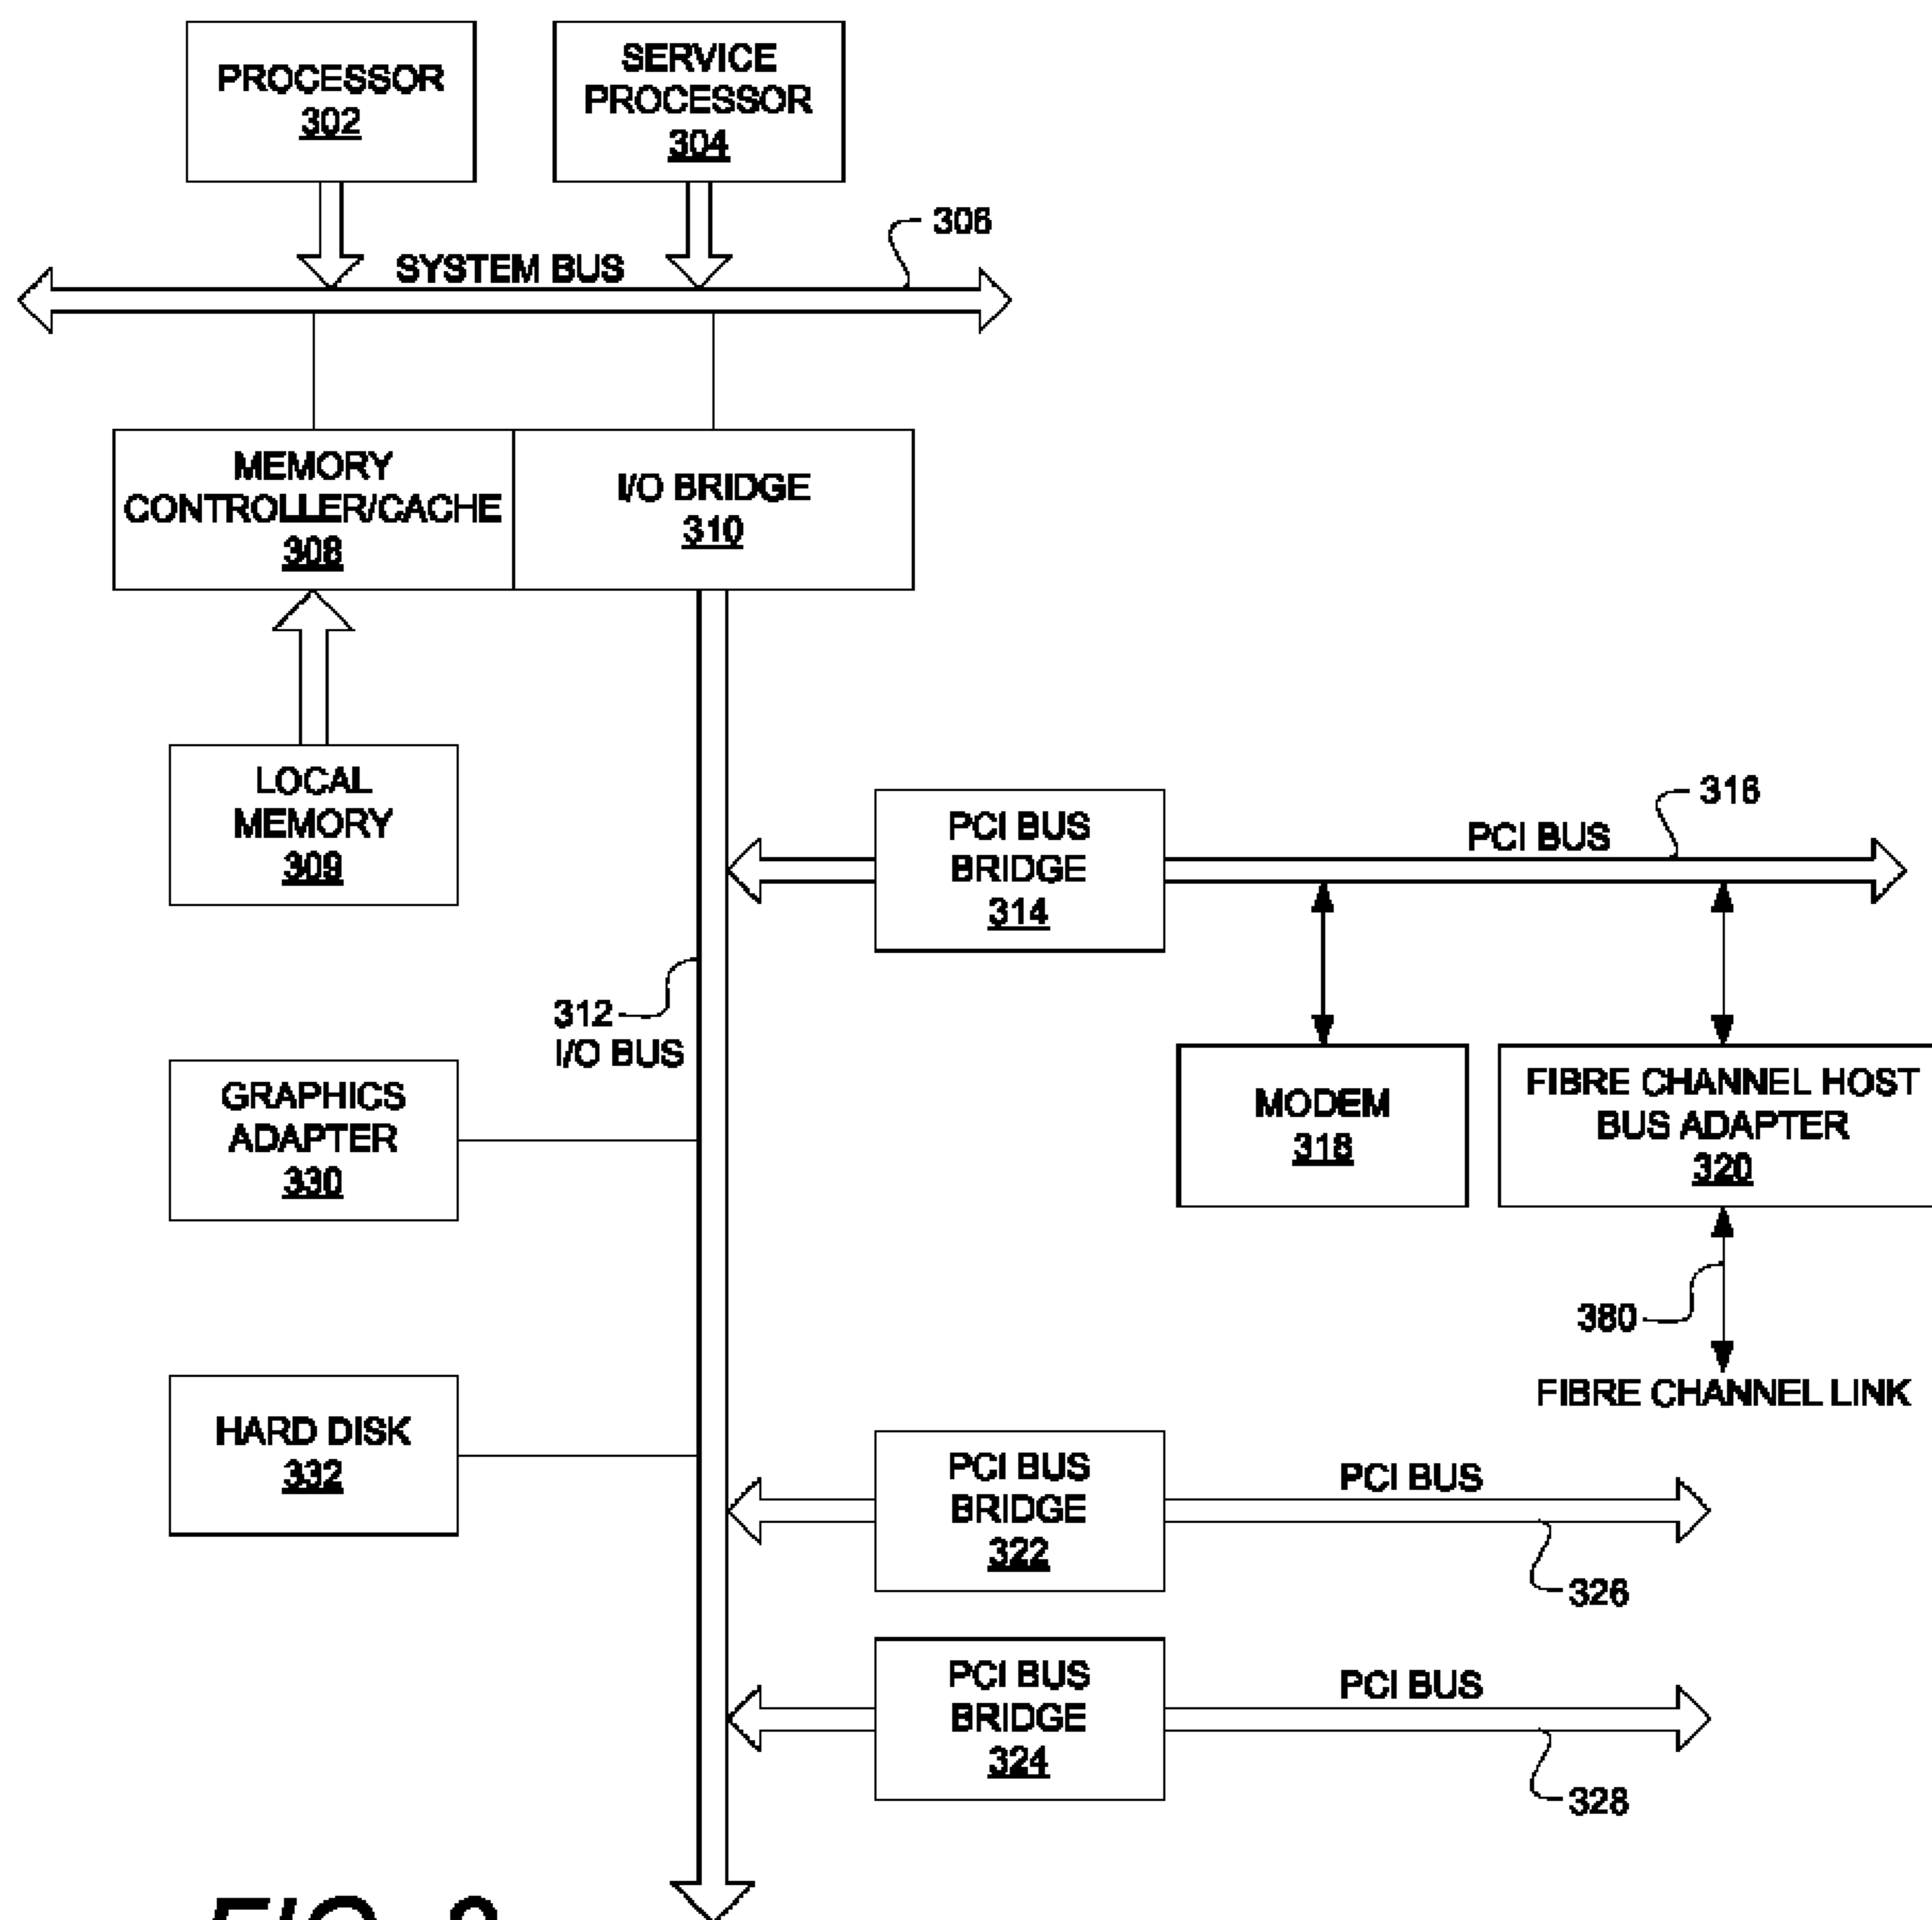 PROCESSOR
302
SERVICE
PROCESSOR
304
306
SYSTEM BUS
MEMORY
CONTROLLER/CACHE
308
I/O BRIDGE
310
LOCAL
MEMORY
309
PCI BUS
BRIDGE
314
PCI BUS
316
312
I/O BUS
GRAPHICS
ADAPTER
330
MODEM
318
FIBRE CHANNEL HOST
BUS ADAPTER
320
380
FIBRE CHANNEL LINK
HARD DISK
332
PCI BUS
BRIDGE
322
PCI BUS
326
PCI BUS
BRIDGE
324
PCI BUS
328
FIG.